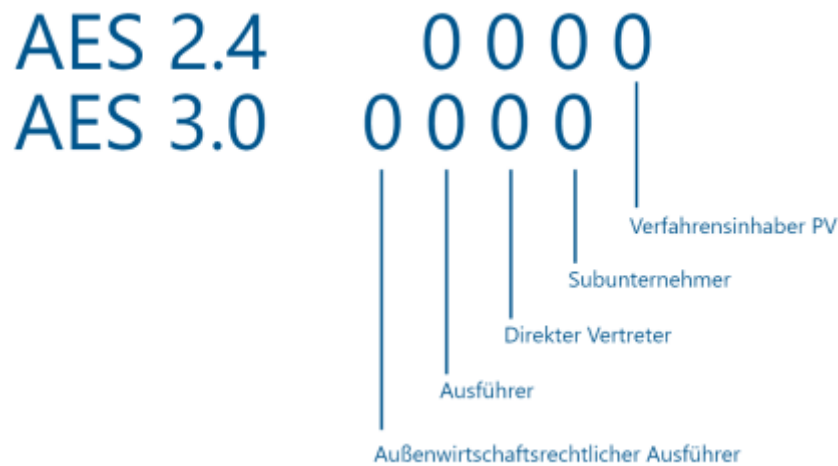 AES 2.4 0 0 0 0
AES 3.0 0 0 0 0
Verfahrensinhaber PV
Subunternehmer
Direkter Vertreter
Ausführer
Außenwirtschaftsrechtlicher Ausführer